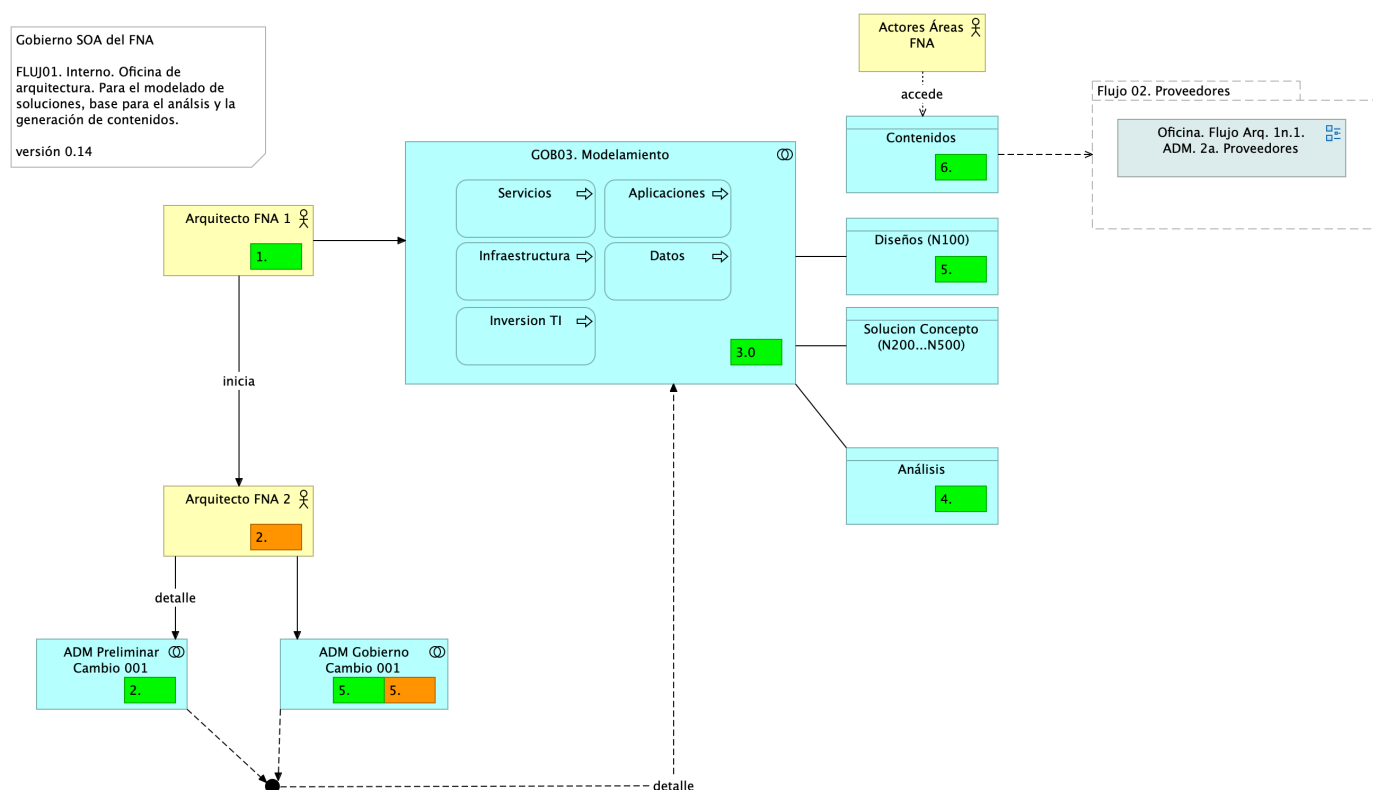 Gobierno SOA del FNA
FLUJ01. Interno. Oficina de
arquitectura. Para el modelado de
soluciones, base para el análsis y la
generación de contenidos.
versión 0.14
Actores Áreas
FNA
accede
Flujo 02. Proveedores
Oficina. Flujo Arq. 1n.1.
ADM. 2a. Proveedores
Contenidos
6.
GOB03. Modelamiento
Servicios
Aplicaciones
Infraestructura
Datos
Inversion TI
3.0
Arquitecto FNA 1
1.
Diseños (N100)
5.
Solucion Concepto
(N200...N500)
inicia
Análisis
4.
Arquitecto FNA 2
2.
detalle
ADM Preliminar
Cambio 001
2.
ADM Gobierno
Cambio 001
5.
5.
detalle